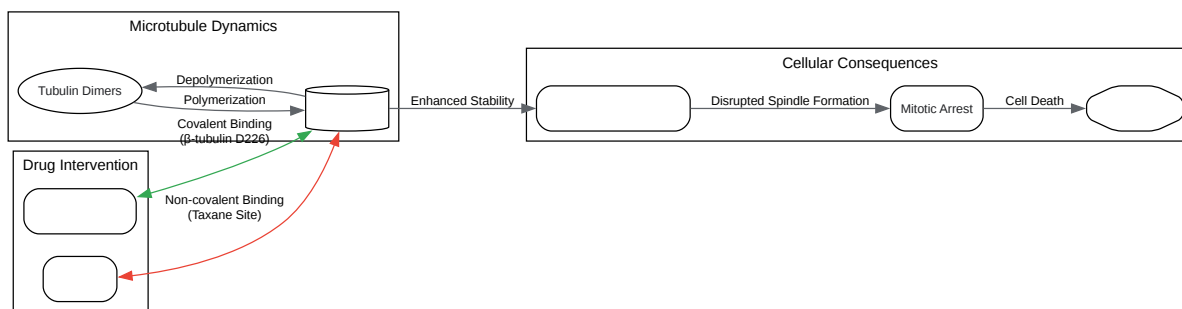 Microtubule Dynamics
Tubulin Dimers
Depolymerization
Polymerization
Enhanced Stability
Cellular Consequences
Disrupted Spindle Formation
Mitotic Arrest
Cell Death
Covalent Binding
(β-tubulin D226)
Drug Intervention
Non-covalent Binding
(Taxane Site)